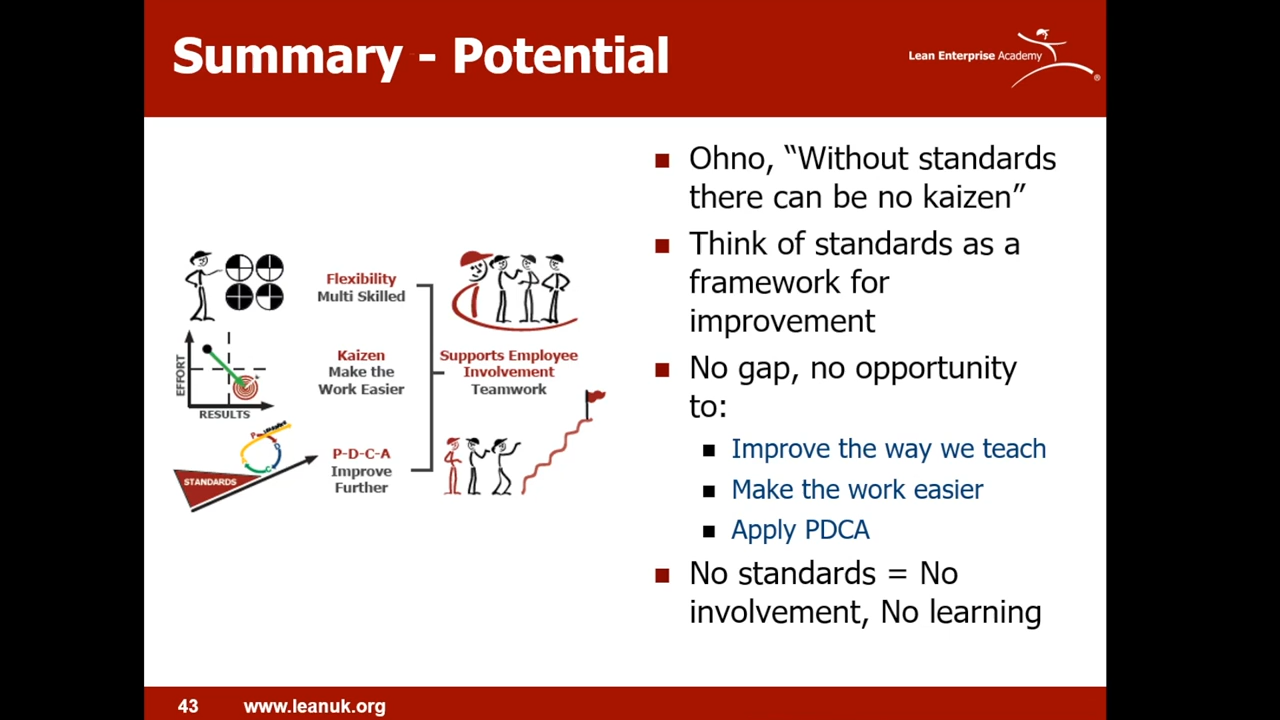 Summary - Potential
Lean Enterprise Academy
®
Flexibility
Multi Skilled
EFFORT
RESULTS
Kaizen
Make the
Work Easier
Supports Employee
Involvement
Teamwork
STANDARDS
P-D-C-A
Improve
Further
Ohno, “Without standards
there can be no kaizen”
Think of standards as a
framework for
improvement
No gap, no opportunity
to:
Improve the way we teach
Make the work easier
Apply PDCA
No standards = No
involvement, No learning
43
www.leanuk.org